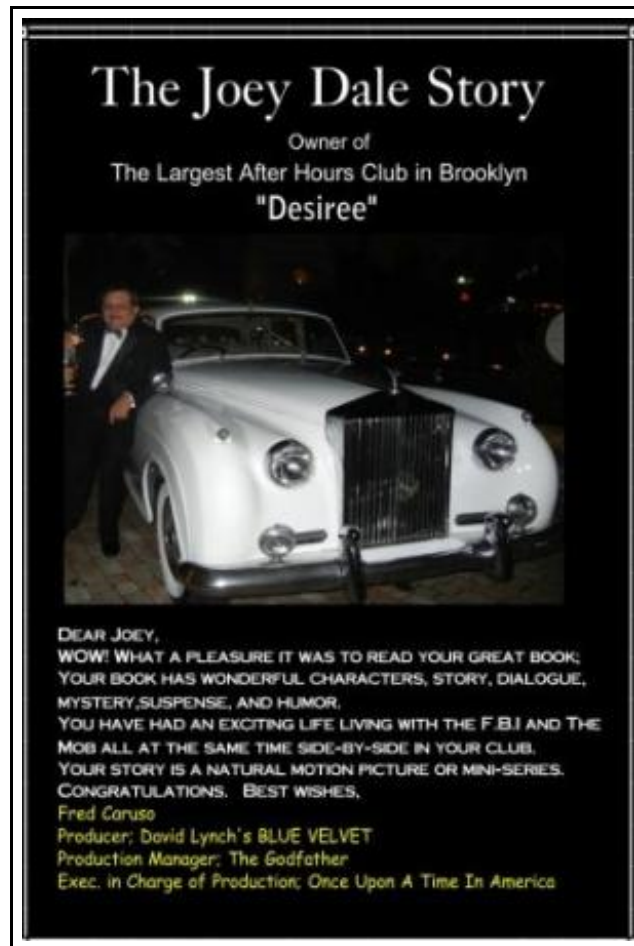 The Joey Dale Story
Owner of
The Largest After Hours Club in Brooklyn
"Desiree"
DEAR JOEY,
WOW! WHAT A PLEASURE IT WAS TO READ YOUR GREAT BOOK;
YOUR BOOK HAS WONDERFUL CHARACTERS, STORY, DIALOGUE,
MYSTERY,SUSPENSE, AND HUMOR.
YOU HAVE HAD AN EXCITING LIFE LIVING WITH THE F.B.I AND THE
MOB ALL AT THE SAME TIME SIDE-BY-SIDE IN YOUR CLUB.
YOUR STORY IS A NATURAL MOTION PICTURE OR MINI-SERIES.
CONGRATULATIONS. BEST WISHES,
Fred Caruso
Producer; David Lynch's BLUE VELVET
Production Manager; The Godfather
Exec. in Charge of Production; Once Upon A Time In America